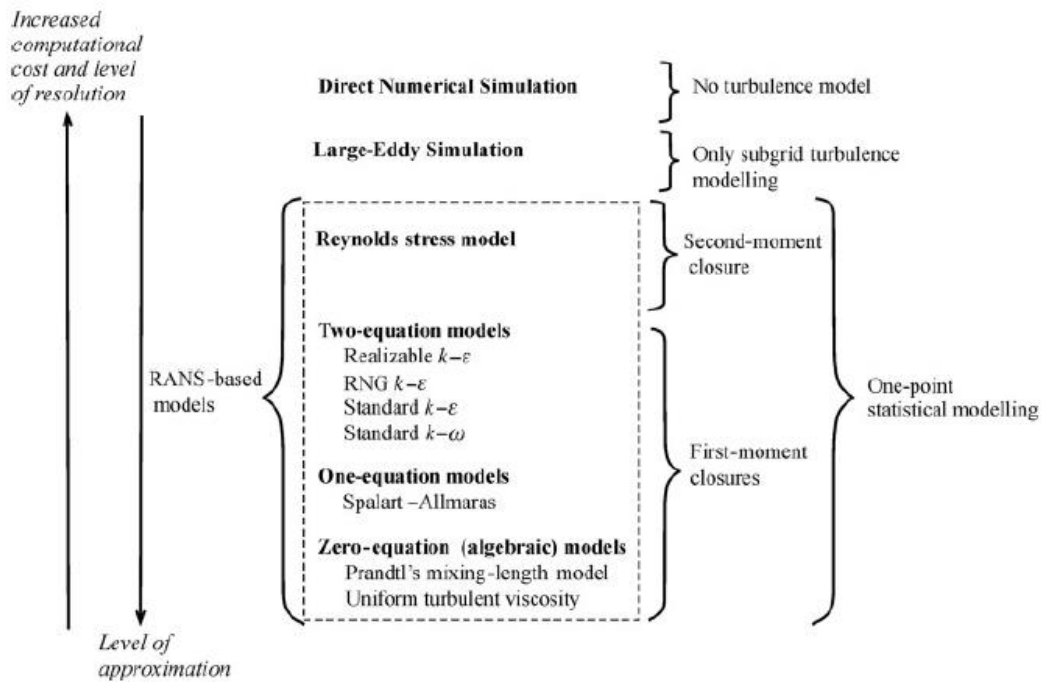 Increased
computational
cost and level
of resolution
Direct Numerical Simulation
No turbulence model
Large-Eddy Simulation
Only subgrid turbulence
modelling
Reynolds stress model
Second-moment
closure
Two-equation models
Realizable k–ε
RNG k–ε
Standard k–ε
Standard k–ω
RANS-based
models
One-point
statistical modelling
First-moment
closures
One-equation models
Spalart –Allmaras
Zero-equation (algebraic) models
Prandtl's mixing-length model
Uniform turbulent viscosity
Level of
approximation